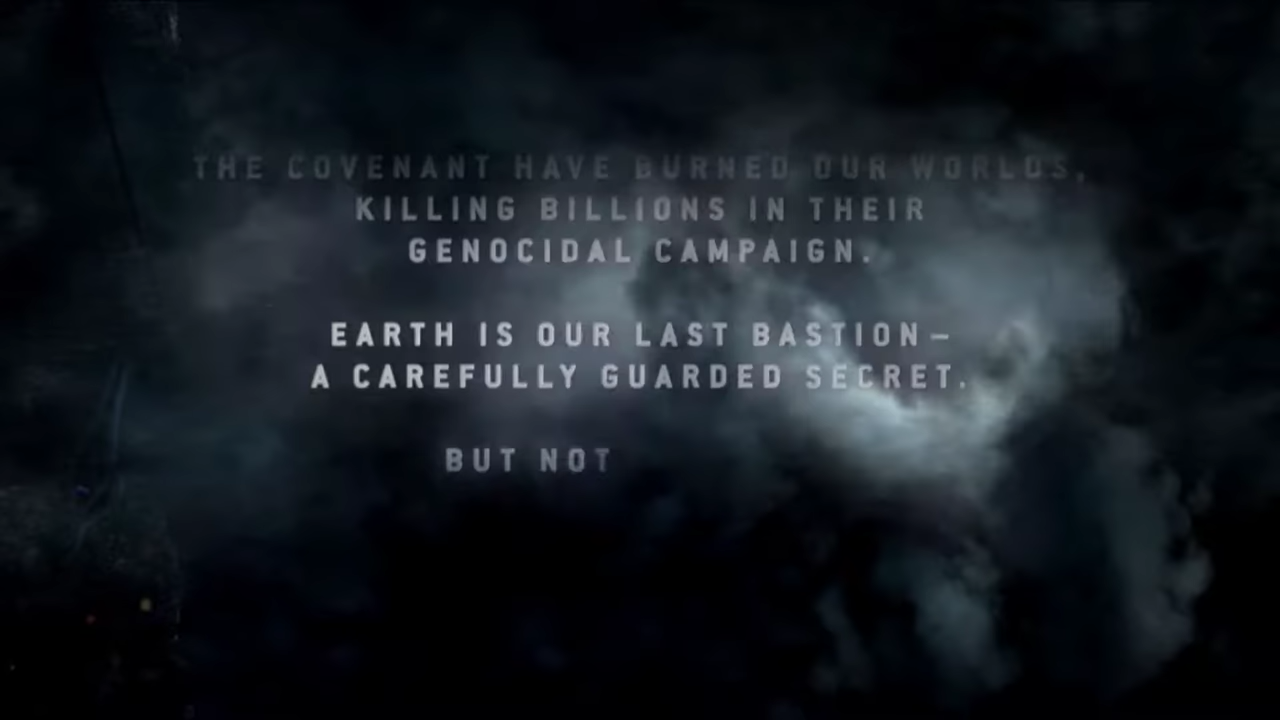 THE COVENANT HAVE BURNED OUR WORLDS,
KILLING BILLIONS IN THEIR
GENOCIDAL CAMPAIGN.
EARTH IS OUR LAST BASTION–
A CAREFULLY GUARDED SECRET.
BUT NOT